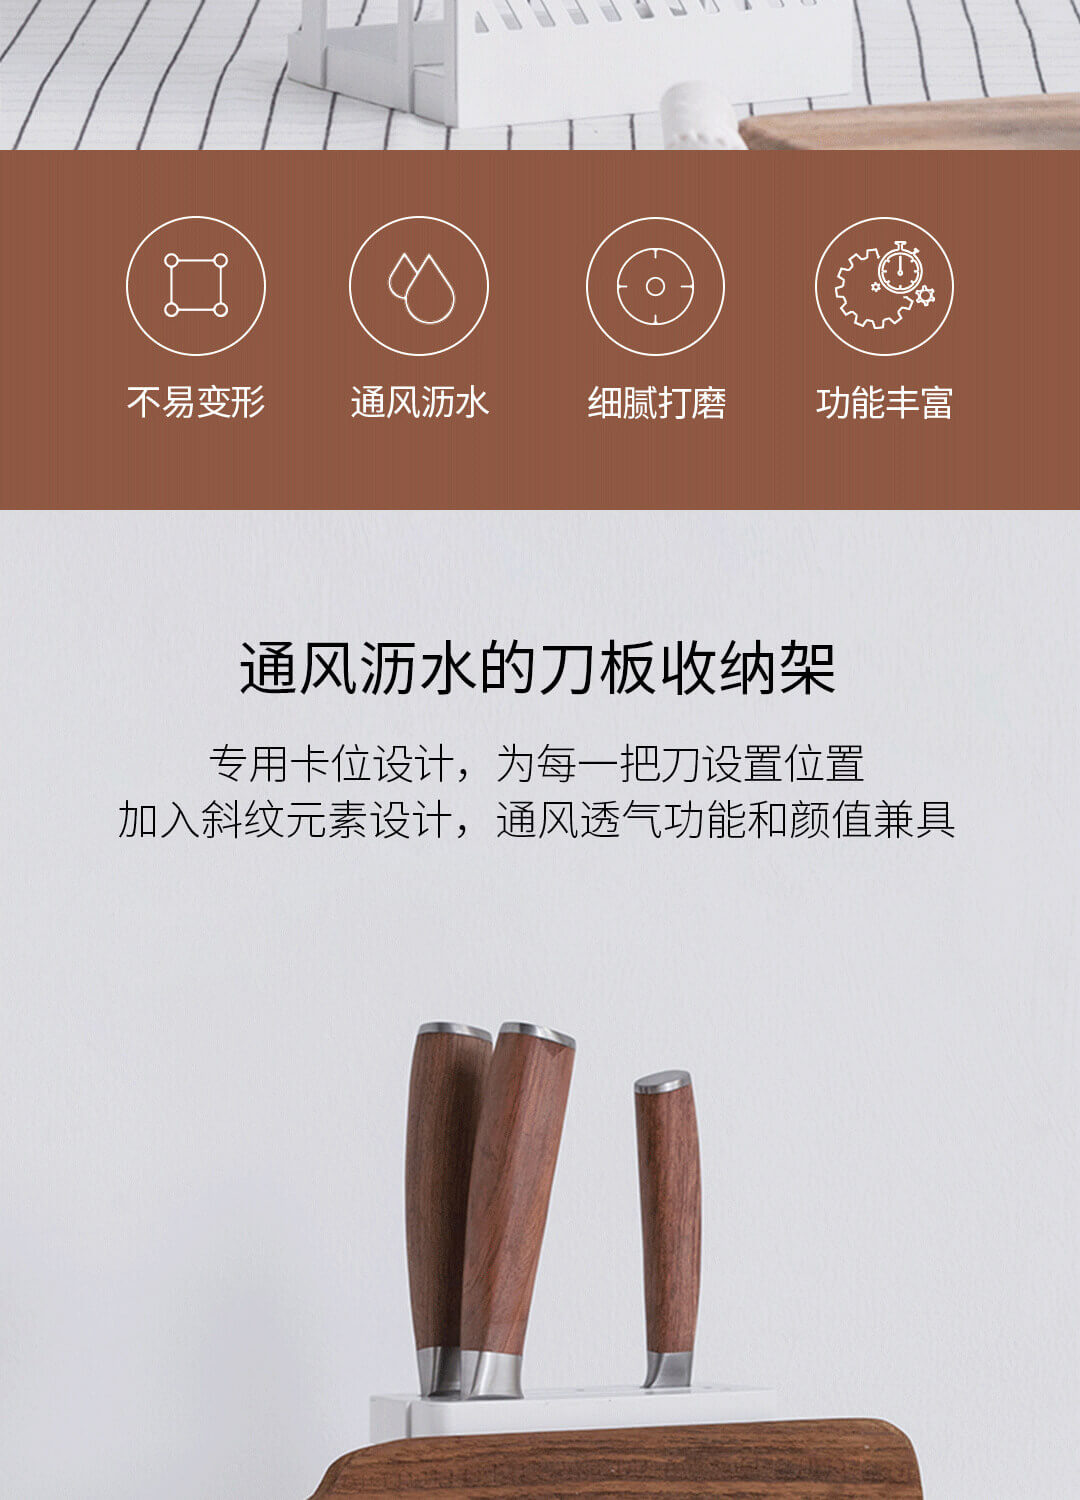 不易变形
通风沥水
细腻打磨
功能丰富
通风沥水的刀板收纳架
专用卡位设计，为每一把刀设置位置
加入斜纹元素设计，通风透气功能和颜值兼具